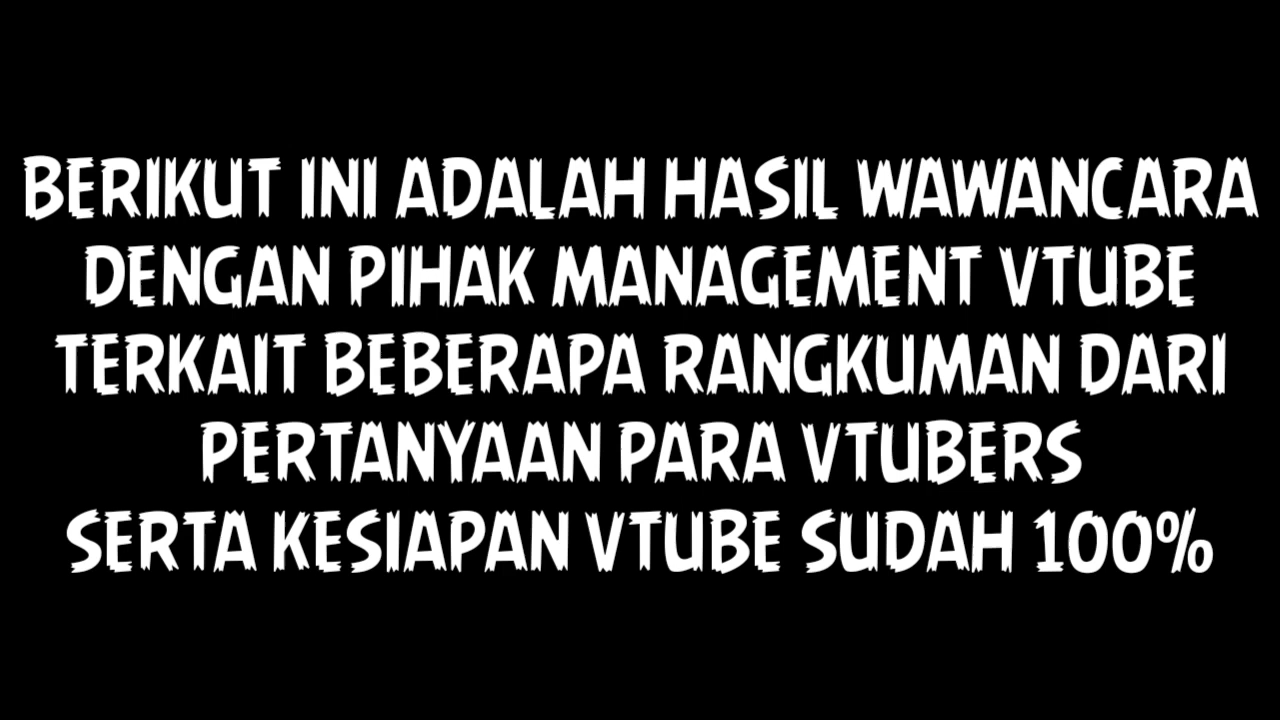 BERIKUT INI ADALAH HASIL WAWANCARA
DENGAN PIHAK MANAGEMENT VTUBE
TERKAIT BEBERAPA RANGKUMAN DARI
PERTANYAAN PARA VTUBERS
SERTA KESIAPAN VTUBE SUDAH 100%